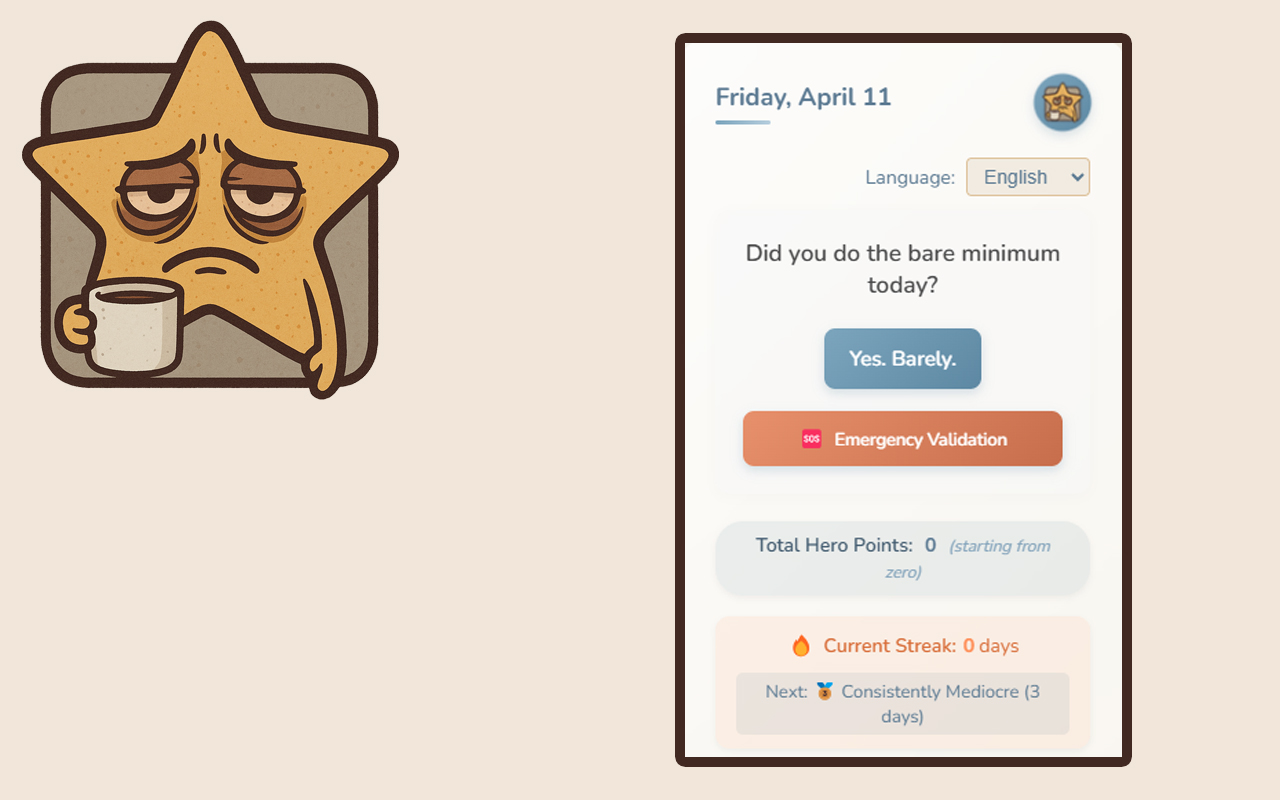 Friday, April 11
Language: English
Did you do the bare minimum
today?
Yes. Barely.
🆘 Emergency Validation
Total Hero Points: 0 (starting from
zero)
🔥 Current Streak: 0 days
Next: 🥉 Consistently Mediocre (3
days)